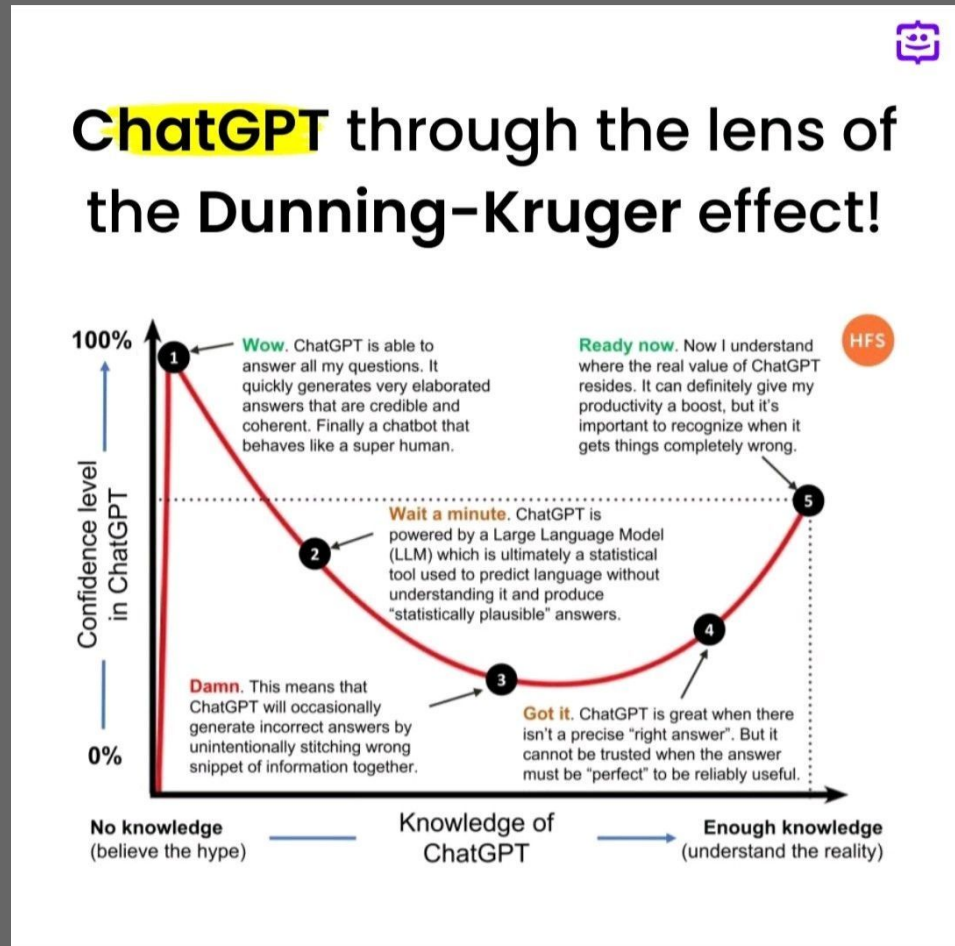 ChatGPT through the lens of
the Dunning-Kruger effect!
100%
HFS
1
Wow. ChatGPT is able to
answer all my questions. It
quickly generates very elaborated
answers that are credible and
coherent. Finally a chatbot that
behaves like a super human.
Ready now. Now I understand
where the real value of ChatGPT
resides. It can definitely give my
productivity a boost, but it's
important to recognize when it
gets things completely wrong.
5
Confidence level
in ChatGPT
2
Wait a minute. ChatGPT is
powered by a Large Language Model
(LLM) which is ultimately a statistical
tool used to predict language without
understanding it and produce
"statistically plausible" answers.
4
3
Damn. This means that
ChatGPT will occasionally
generate incorrect answers by
unintentionally stitching wrong
snippet of information together.
Got it. ChatGPT is great when there
isn't a precise "right answer". But it
cannot be trusted when the answer
must be "perfect" to be reliably useful.
0%
No knowledge
(believe the hype)
Knowledge of
ChatGPT
Enough knowledge
(understand the reality)